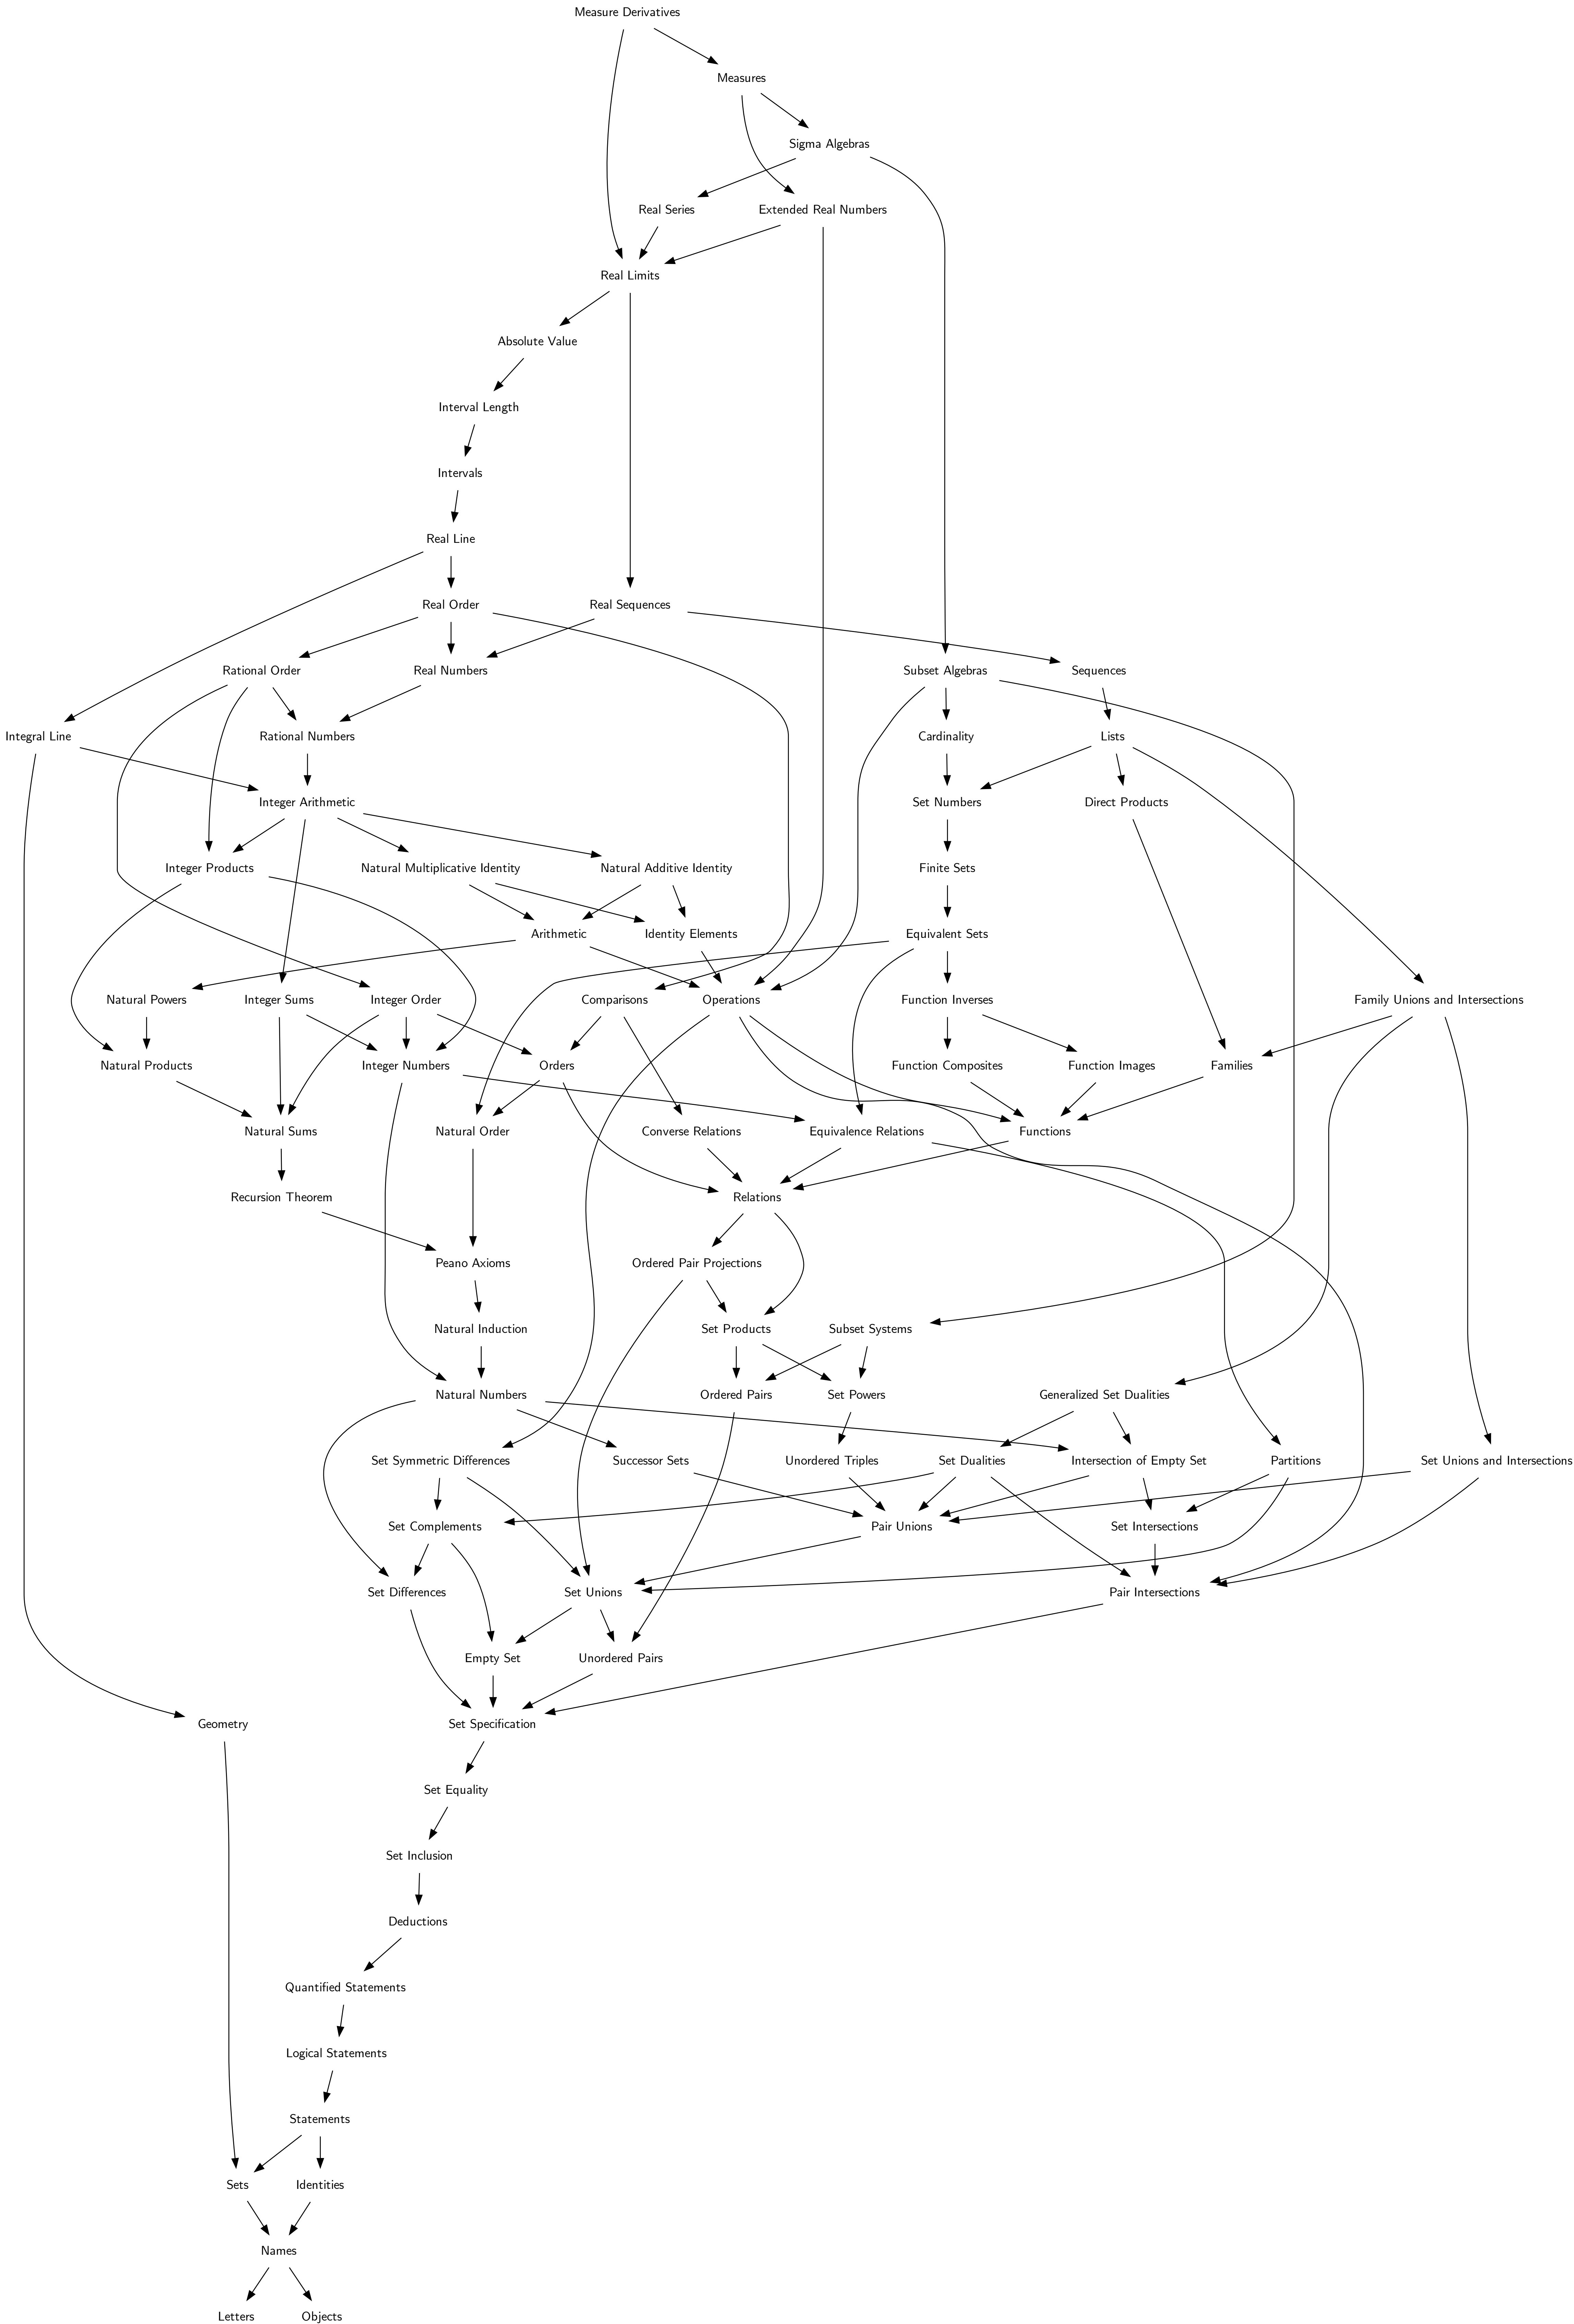 Measure Derivatives
Measures
Sigma Algebras
Real Series
Extended Real Numbers
Real Limits
Absolute Value
Interval Length
Intervals
Real Line
Real Order
Real Sequences
Rational Order
Real Numbers
Subset Algebras
Sequences
Integral Line
Rational Numbers
Cardinality
Lists
Integer Arithmetic
Set Numbers
Direct Products
Integer Products
Natural Multiplicative Identity
Natural Additive Identity
Finite Sets
Arithmetic
Identity Elements
Equivalent Sets
Natural Powers
Integer Sums
Integer Order
Comparisons
Operations
Function Inverses
Family Unions and Intersections
Natural Products
Integer Numbers
Orders
Function Composites
Function Images
Families
Natural Sums
Natural Order
Converse Relations
Equivalence Relations
Functions
Recursion Theorem
Relations
Peano Axioms
Ordered Pair Projections
Natural Induction
Set Products
Subset Systems
Natural Numbers
Ordered Pairs
Set Powers
Generalized Set Dualities
Set Symmetric Differences
Successor Sets
Unordered Triples
Set Dualities
Intersection of Empty Set
Partitions
Set Unions and Intersections
Set Complements
Pair Unions
Set Intersections
Set Differences
Set Unions
Pair Intersections
Empty Set
Unordered Pairs
Geometry
Set Specification
Set Equality
Set Inclusion
Deductions
Quantified Statements
Logical Statements
Statements
Sets
Identities
Names
Letters
Objects